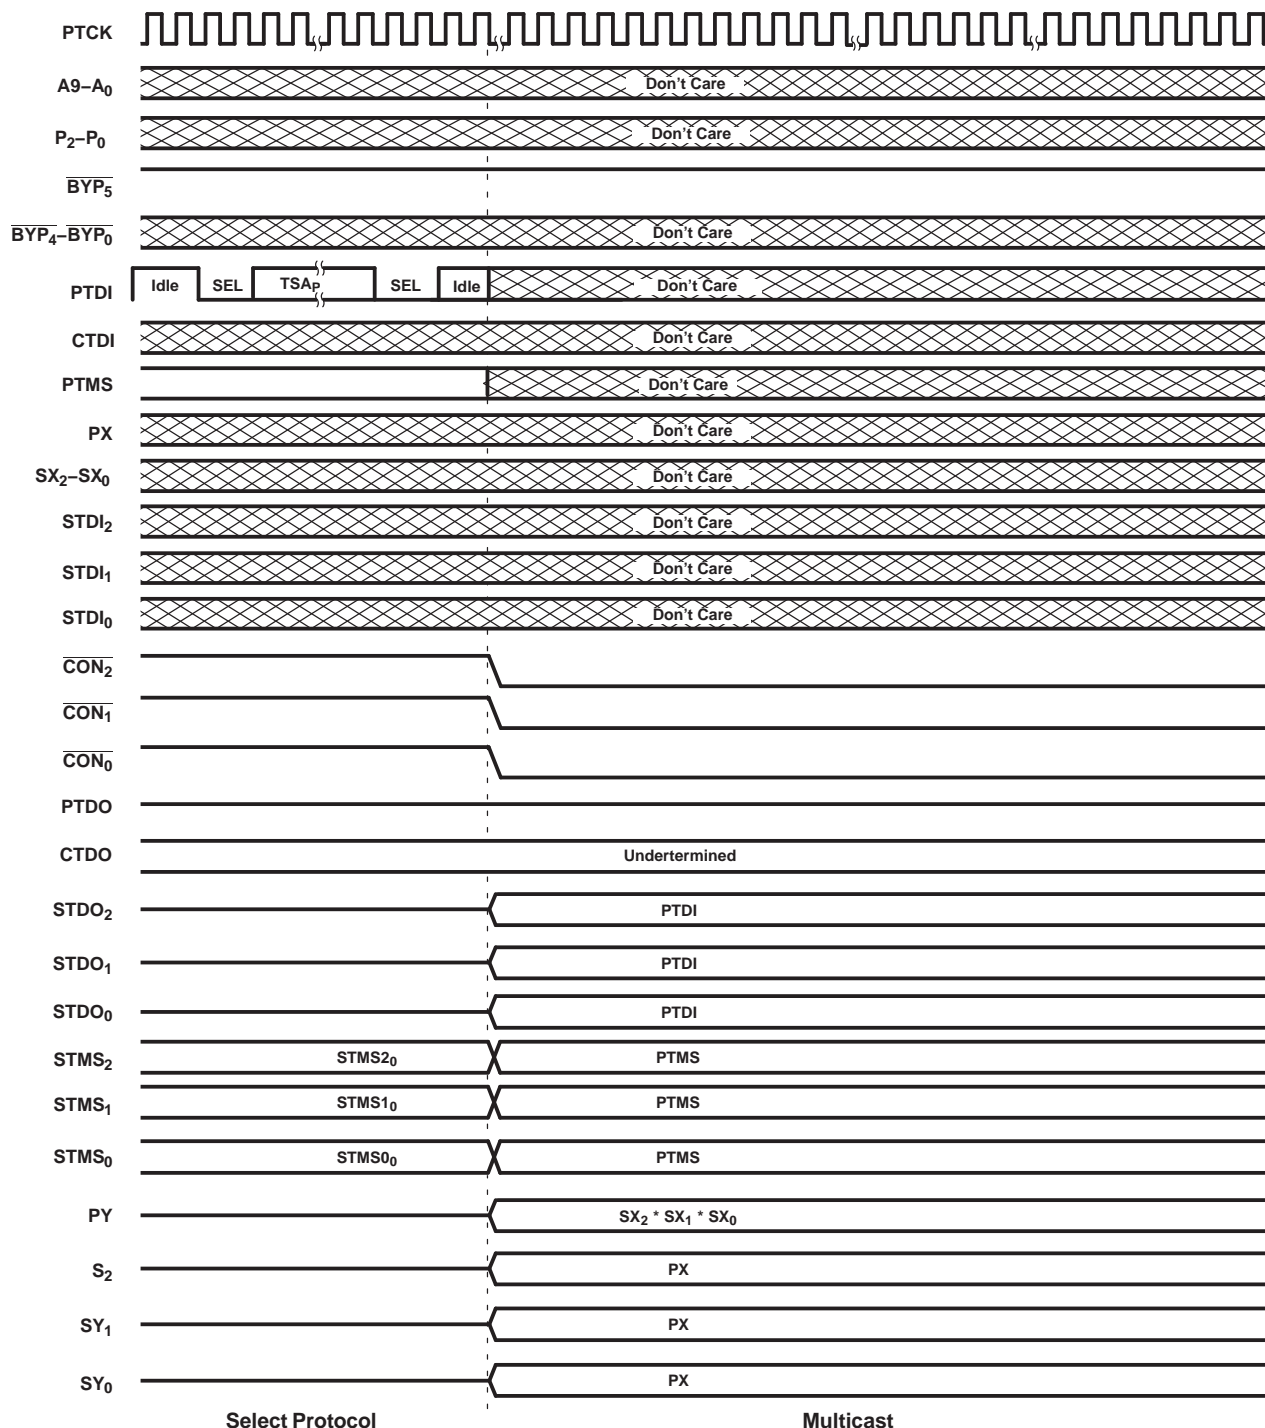 PTCK
A9–A0 Don't Care
P2–P0 Don't Care
BYP5
BYP4–BYP0 Don't Care
PTDI Idle SEL TSAP SEL Idle Don't Care
CTDI Don't Care
PTMS Don't Care
PX Don't Care
SX2–SX0 Don't Care
STDI2 Don't Care
STDI1 Don't Care
STDI0 Don't Care
CON2
CON1
CON0
PTDO
CTDO Undertermined
STDO2 PTDI
STDO1 PTDI
STDO0 PTDI
STMS2 STMS20 PTMS
STMS1 STMS10 PTMS
STMS0 STMS00 PTMS
PY SX2 * SX1 * SX0
S2 PX
SY1 PX
SY0 PX
Select Protocol Multicast